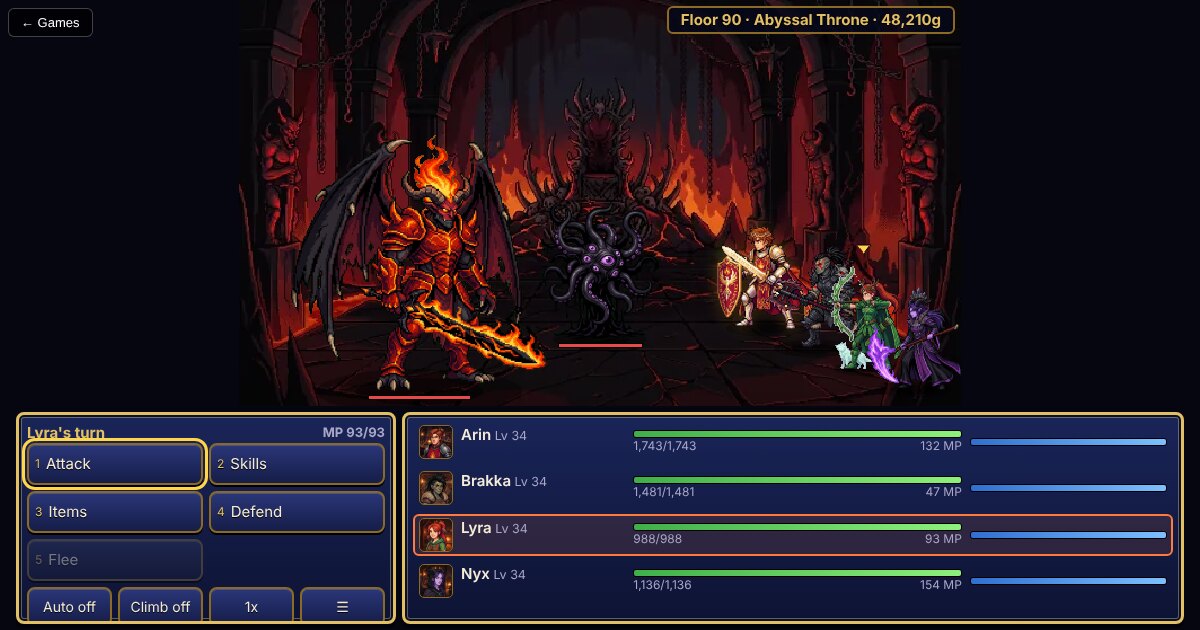 ← Games
Floor 90 · Abyssal Throne · 48,210g
Lyra's turn
MP 93/93
1 Attack
2 Skills
3 Items
4 Defend
5 Flee
Auto off
Climb off
1x
☰
Arin Lv 34
1,743/1,743
132 MP
Brakka Lv 34
1,481/1,481
47 MP
Lyra Lv 34
988/988
93 MP
Nyx Lv 34
1,136/1,136
154 MP